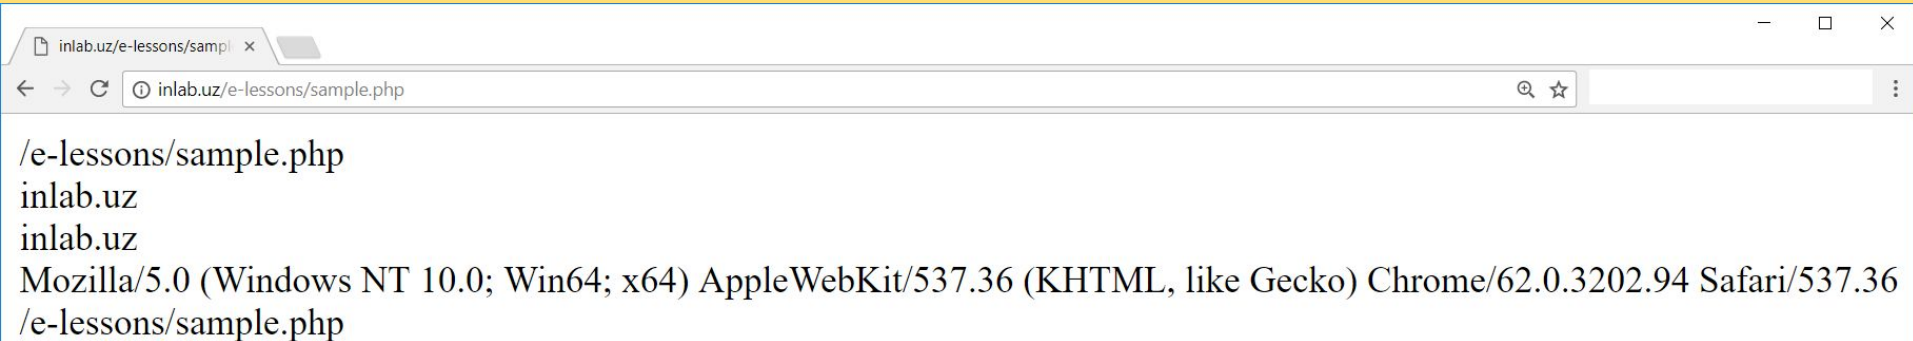 inlab.uz/e-lessons/sampl
inlab.uz/e-lessons/sample.php
/e-lessons/sample.php
inlab.uz
inlab.uz
Mozilla/5.0 (Windows NT 10.0; Win64; x64) AppleWebKit/537.36 (KHTML, like Gecko) Chrome/62.0.3202.94 Safari/537.36
/e-lessons/sample.php